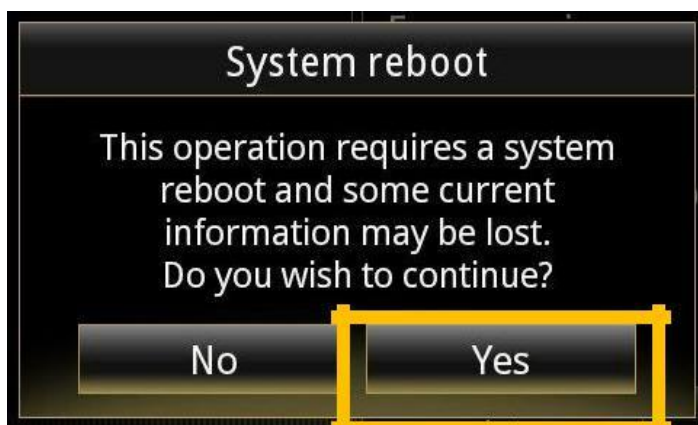 System reboot
This operation requires a system
reboot and some current
information may be lost.
Do you wish to continue?
No
Yes